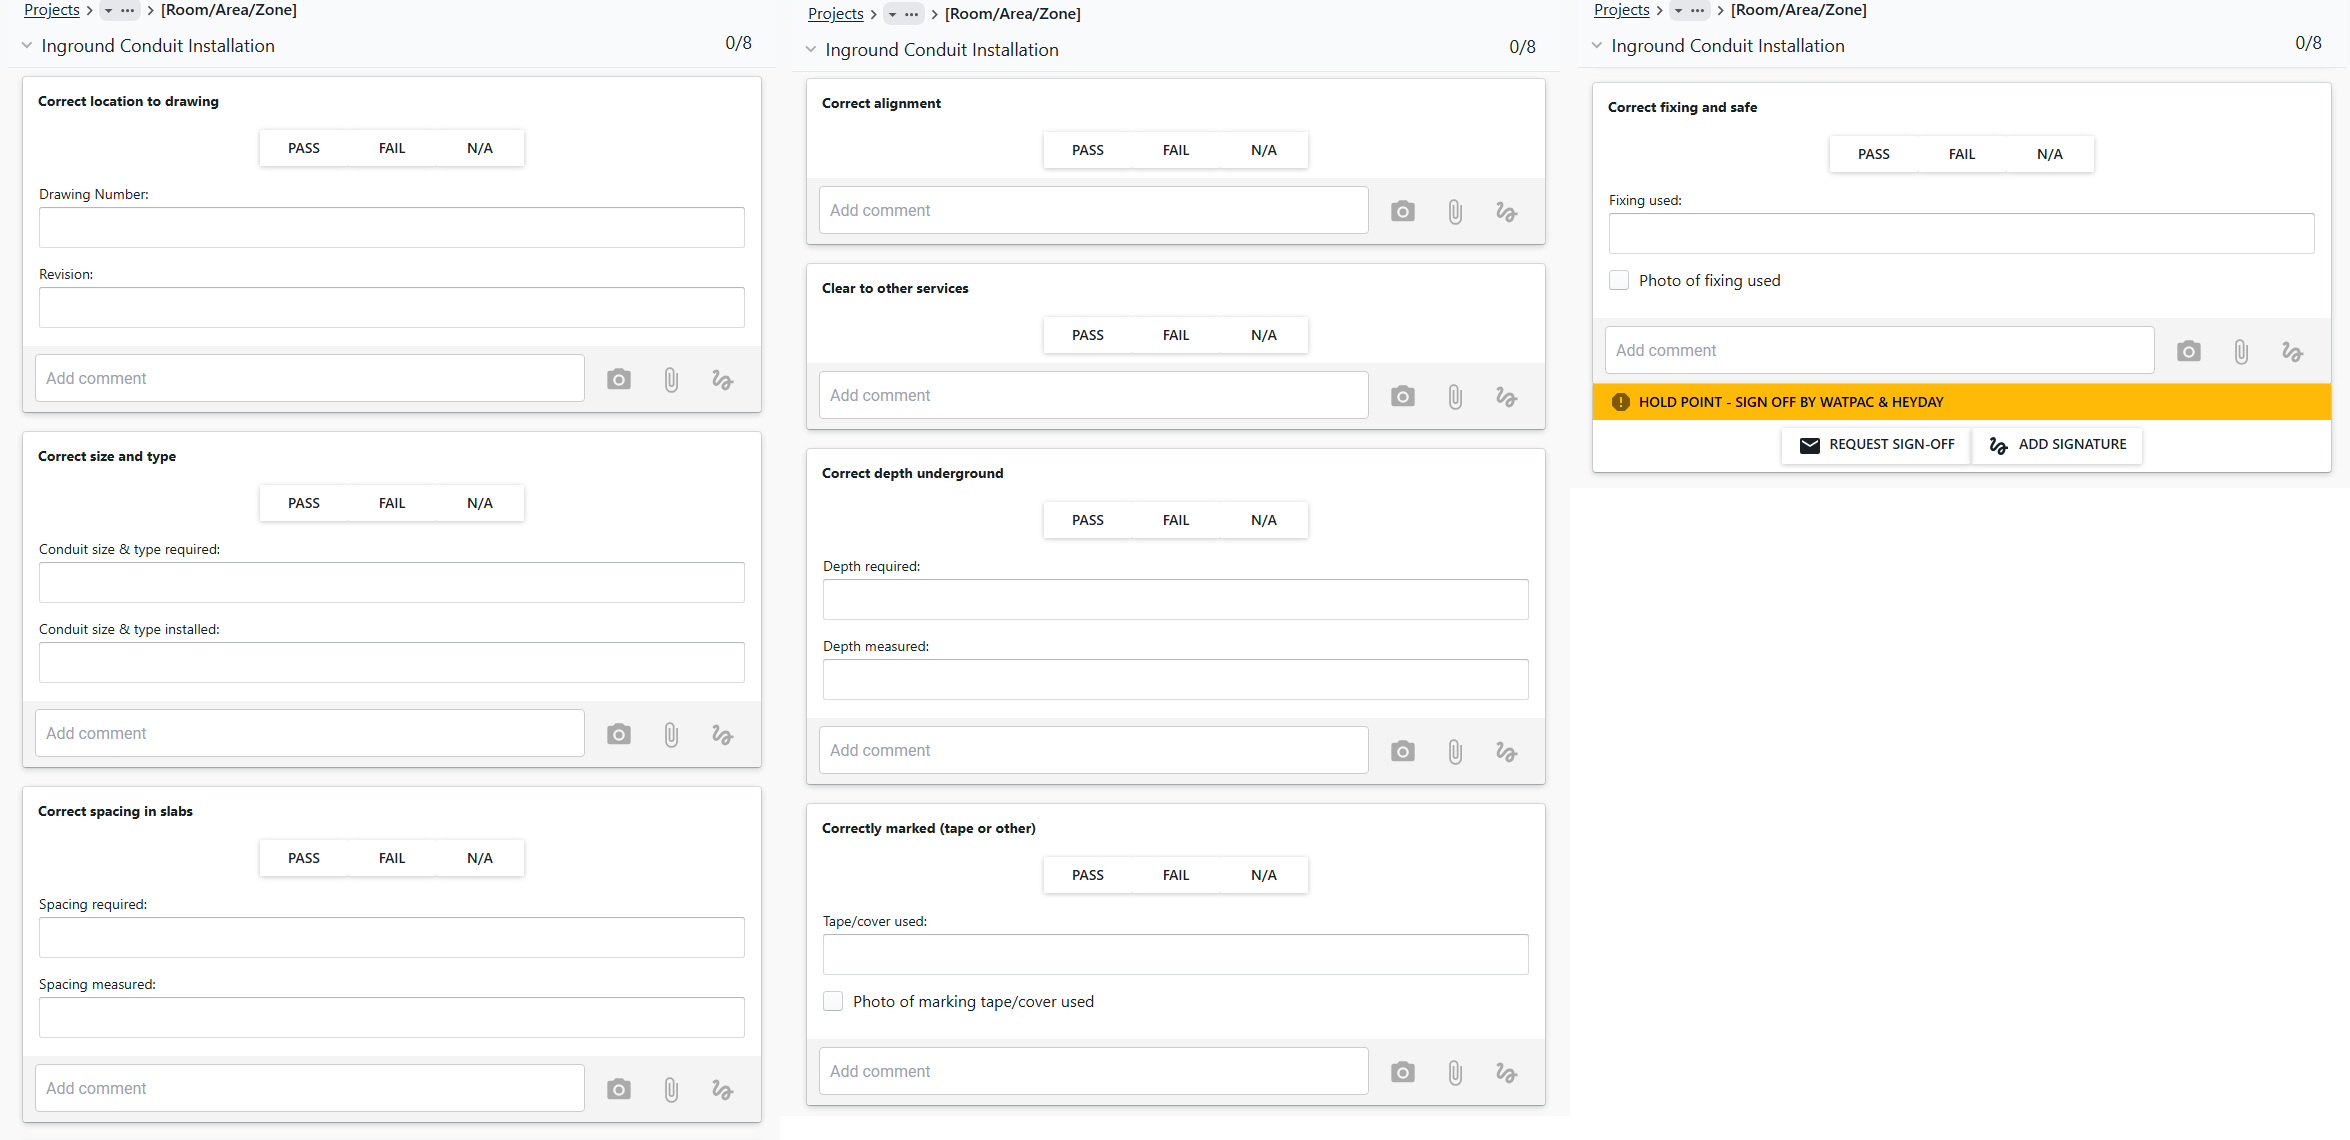 Projects > ... > [Room/Area/Zone]
Inground Conduit Installation 0/8
Correct location to drawing
PASS FAIL N/A
Drawing Number:
Revision:
Add comment
Correct size and type
PASS FAIL N/A
Conduit size & type required:
Conduit size & type installed:
Add comment
Correct spacing in slabs
PASS FAIL N/A
Spacing required:
Spacing measured:
Add comment
Projects > ... > [Room/Area/Zone]
Inground Conduit Installation 0/8
Correct alignment
PASS FAIL N/A
Add comment
Clear to other services
PASS FAIL N/A
Add comment
Correct depth underground
PASS FAIL N/A
Depth required:
Depth measured:
Add comment
Correctly marked (tape or other)
PASS FAIL N/A
Tape/cover used:
Photo of marking tape/cover used
Add comment
Projects > ... > [Room/Area/Zone]
Inground Conduit Installation 0/8
Correct fixing and safe
PASS FAIL N/A
Fixing used:
Photo of fixing used
Add comment
HOLD POINT - SIGN OFF BY WATPAC & HEYDAY
REQUEST SIGN-OFF ADD SIGNATURE